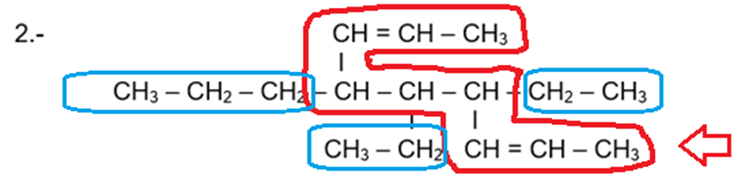 2.-
CH = CH – CH₃
CH₃ – CH₂ – CH₂ – CH – CH – CH – CH₂ – CH₃
CH₃ – CH₂ CH = CH – CH₃